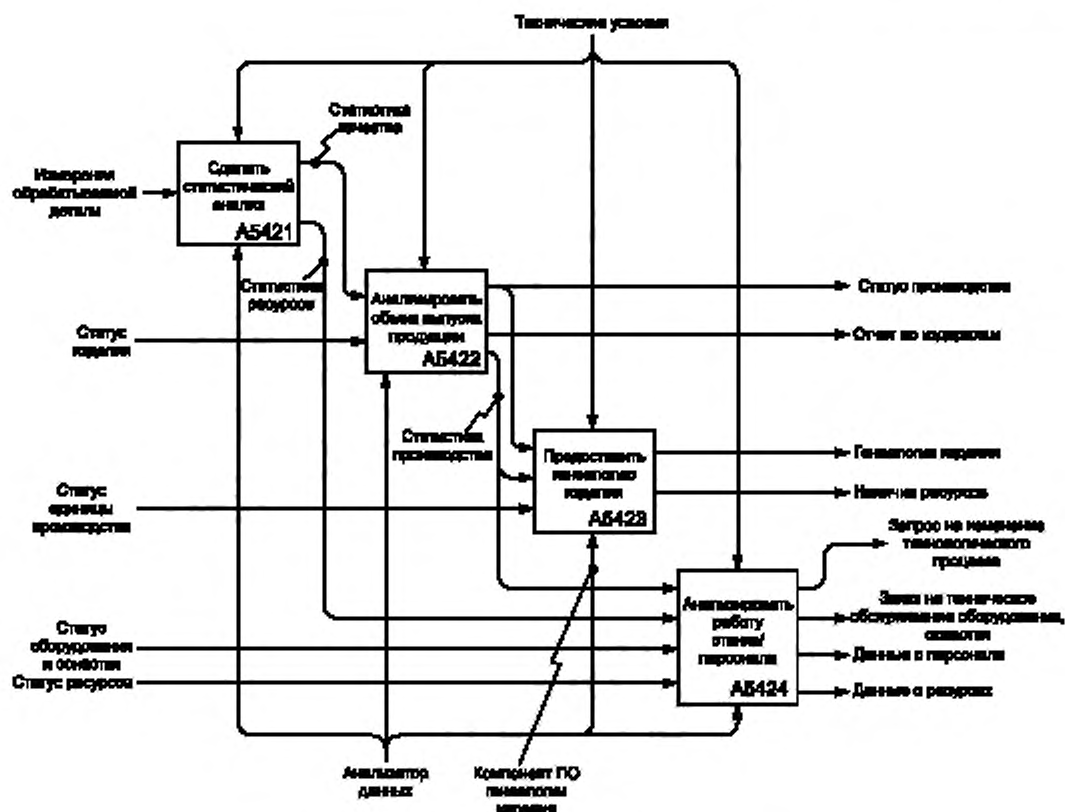 Технические условия
Статистика
качества
Сделать
статистический
анализ
А5421
Измерения
обрабатываемой
детали
Статистика
ресурсов
Анализировать
объем выпуска
продукции
А5422
Статус производства
Отчет по издержкам
Статус
изделия
Статистика
производства
Предоставить
генеалогию
изделия
А5423
Генеалогия изделия
Наличие ресурсов
Статус
единицы
производства
Запрос на изменение
технологического
процесса
Анализировать
работу
станка/
персонала
А5424
Заказ на техническое
обслуживание оборудования,
оснастки
Данные о персонале
Данные о ресурсах
Статус
оборудования
и оснастки
Статус ресурсов
Анализатор
данных
Компонент ПО
генеалогии
изделия